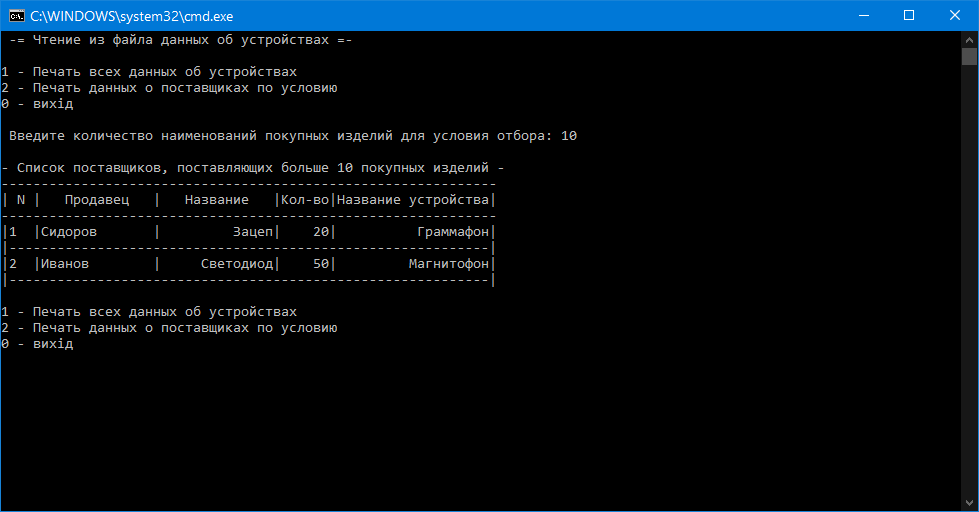 C:\WINDOWS\system32\cmd.exe
-= Чтение из файла данных об устройствах =-
1 - Печать всех данных об устройствах
2 - Печать данных о поставщиках по условию
0 - вихід
Введите количество наименований покупных изделий для условия отбора: 10
- Список поставщиков, поставляющих больше 10 покупных изделий -
--------------------------------------------------------------
| N |   Продавец   |   Название   |Кол-во|Название устройства|
--------------------------------------------------------------
|1  |Сидоров       |         Зацеп|    20|          Граммафон|
|------------------------------------------------------------|
|2  |Иванов        |     Светодиод|    50|         Магнитофон|
|------------------------------------------------------------|
1 - Печать всех данных об устройствах
2 - Печать данных о поставщиках по условию
0 - вихід